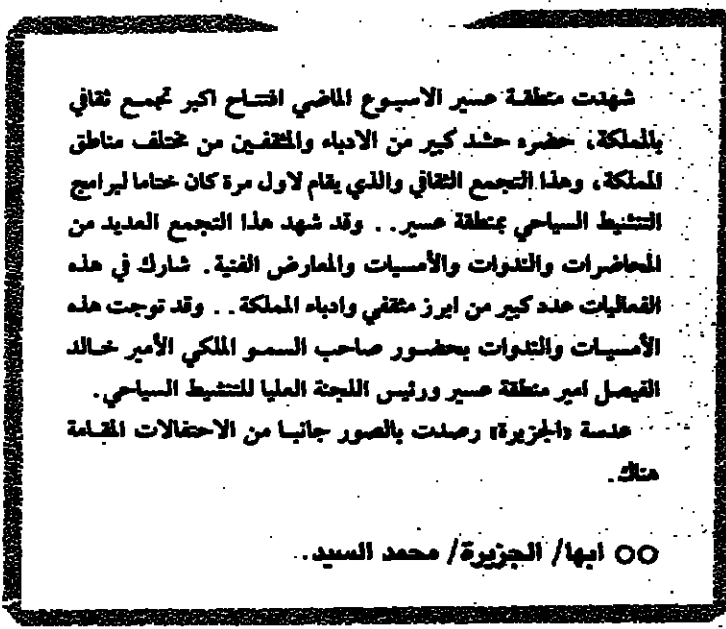 شهدت منطقة عسير الاسبوع الماضي افتتاح اكبر تجمع ثقافي
بالمملكة، حضره حشد كبير من الادباء والمثقفين من مختلف مناطق
المملكة، وهذا التجمع الثقافي والذي يقام لاول مرة كان ختاما لبرامج
التنشيط السياحي بمنطقة عسير.. وقد شهد هذا التجمع العديد من
المحاضرات والندوات والأمسيات والمعارض الفنية. شارك في هذه
الفعاليات عدد كبير من ابرز مثقفي وادباء المملكة.. وقد توجت هذه
الأمسيات والندوات بحضور صاحب السمو الملكي الأمير خالد
الفيصل امير منطقة عسير ورئيس اللجنة العليا للتنشيط السياحي.
عدسة «الجزيرة» رصدت بالصور جانبا من الاحتفالات المقامة
هناك.
○○ ابها/ الجزيرة/ محمد السيد.